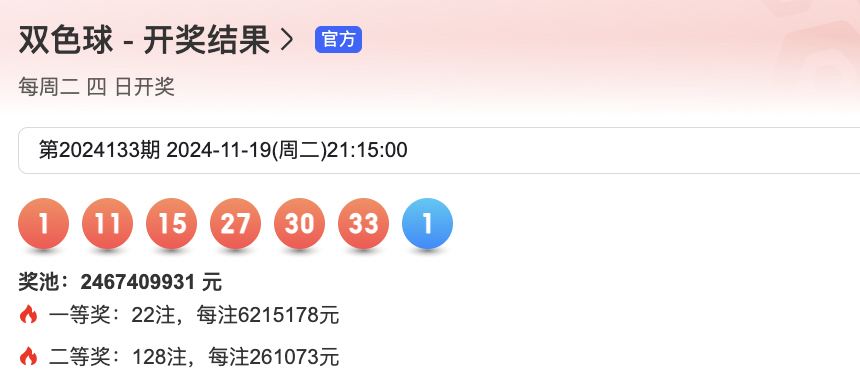 双色球 - 开奖结果 官方
每周二 四 日开奖
第2024133期 2024-11-19(周二)21:15:00
1 11 15 27 30 33 1
奖池：2467409931 元
一等奖：22注，每注6215178元
二等奖：128注，每注261073元